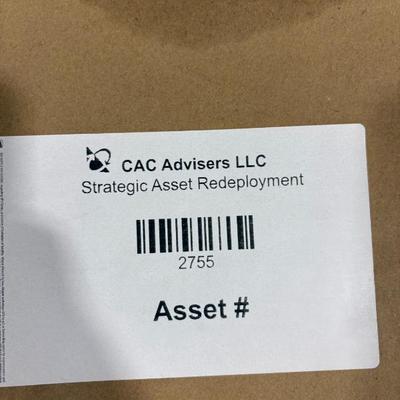 CAC Advisers LLC
Strategic Asset Redeployment
2755
Asset #